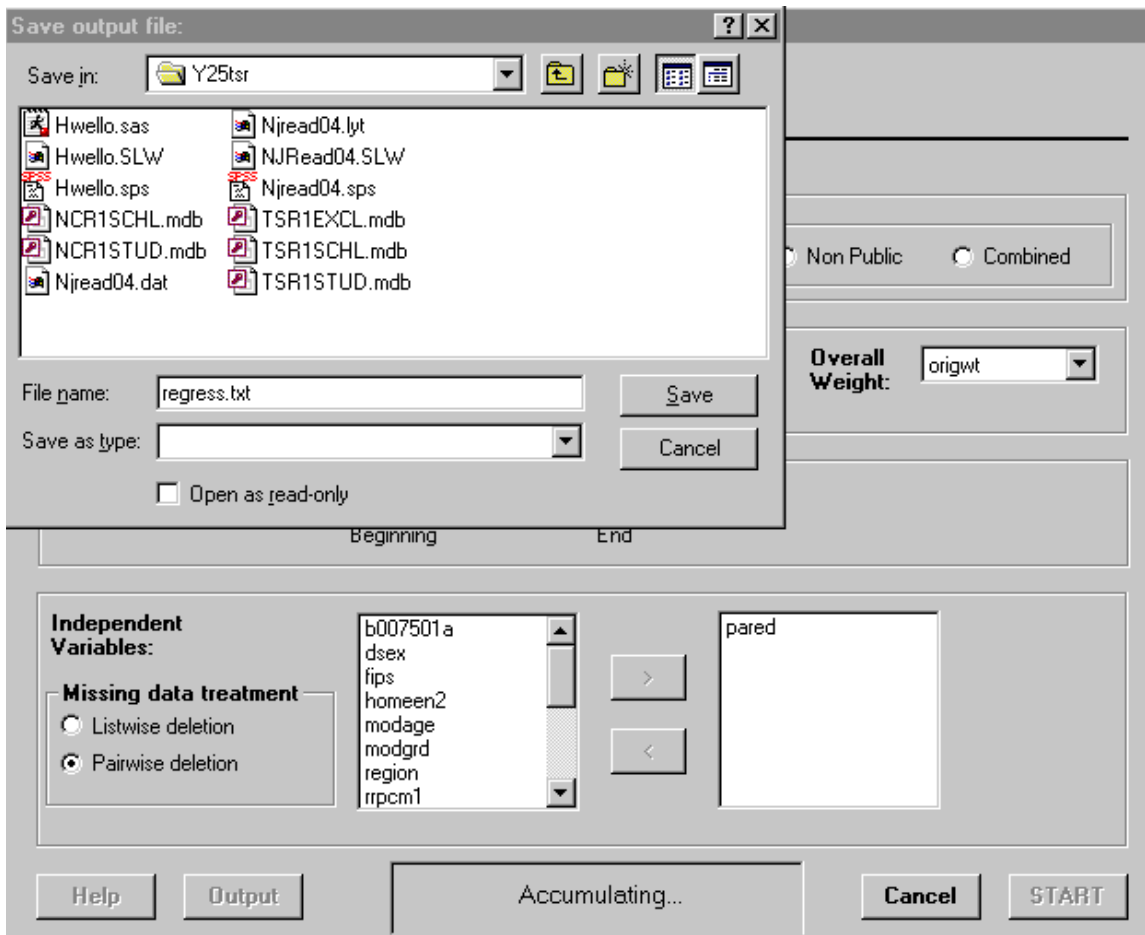 Save output file:
Save in: Y25tsr
Hwello.sas
Hwello.SLW
Hwello.sps
NCR1SCHL.mdb
NCR1STUD.mdb
Njread04.dat
Njread04.lyt
NJRead04.SLW
Njread04.sps
TSR1EXCL.mdb
TSR1SCHL.mdb
TSR1STUD.mdb
File name: regress.txt Save
Save as type: Cancel
Open as read-only
Non Public Combined
Overall Weight: origwt
Beginning End
Independent
Variables:
Missing data treatment
Listwise deletion
Pairwise deletion
b007501a
dsex
fips
homeen2
modage
modgrd
region
rrpcm1
>
<
pared
Help Output Accumulating... Cancel START